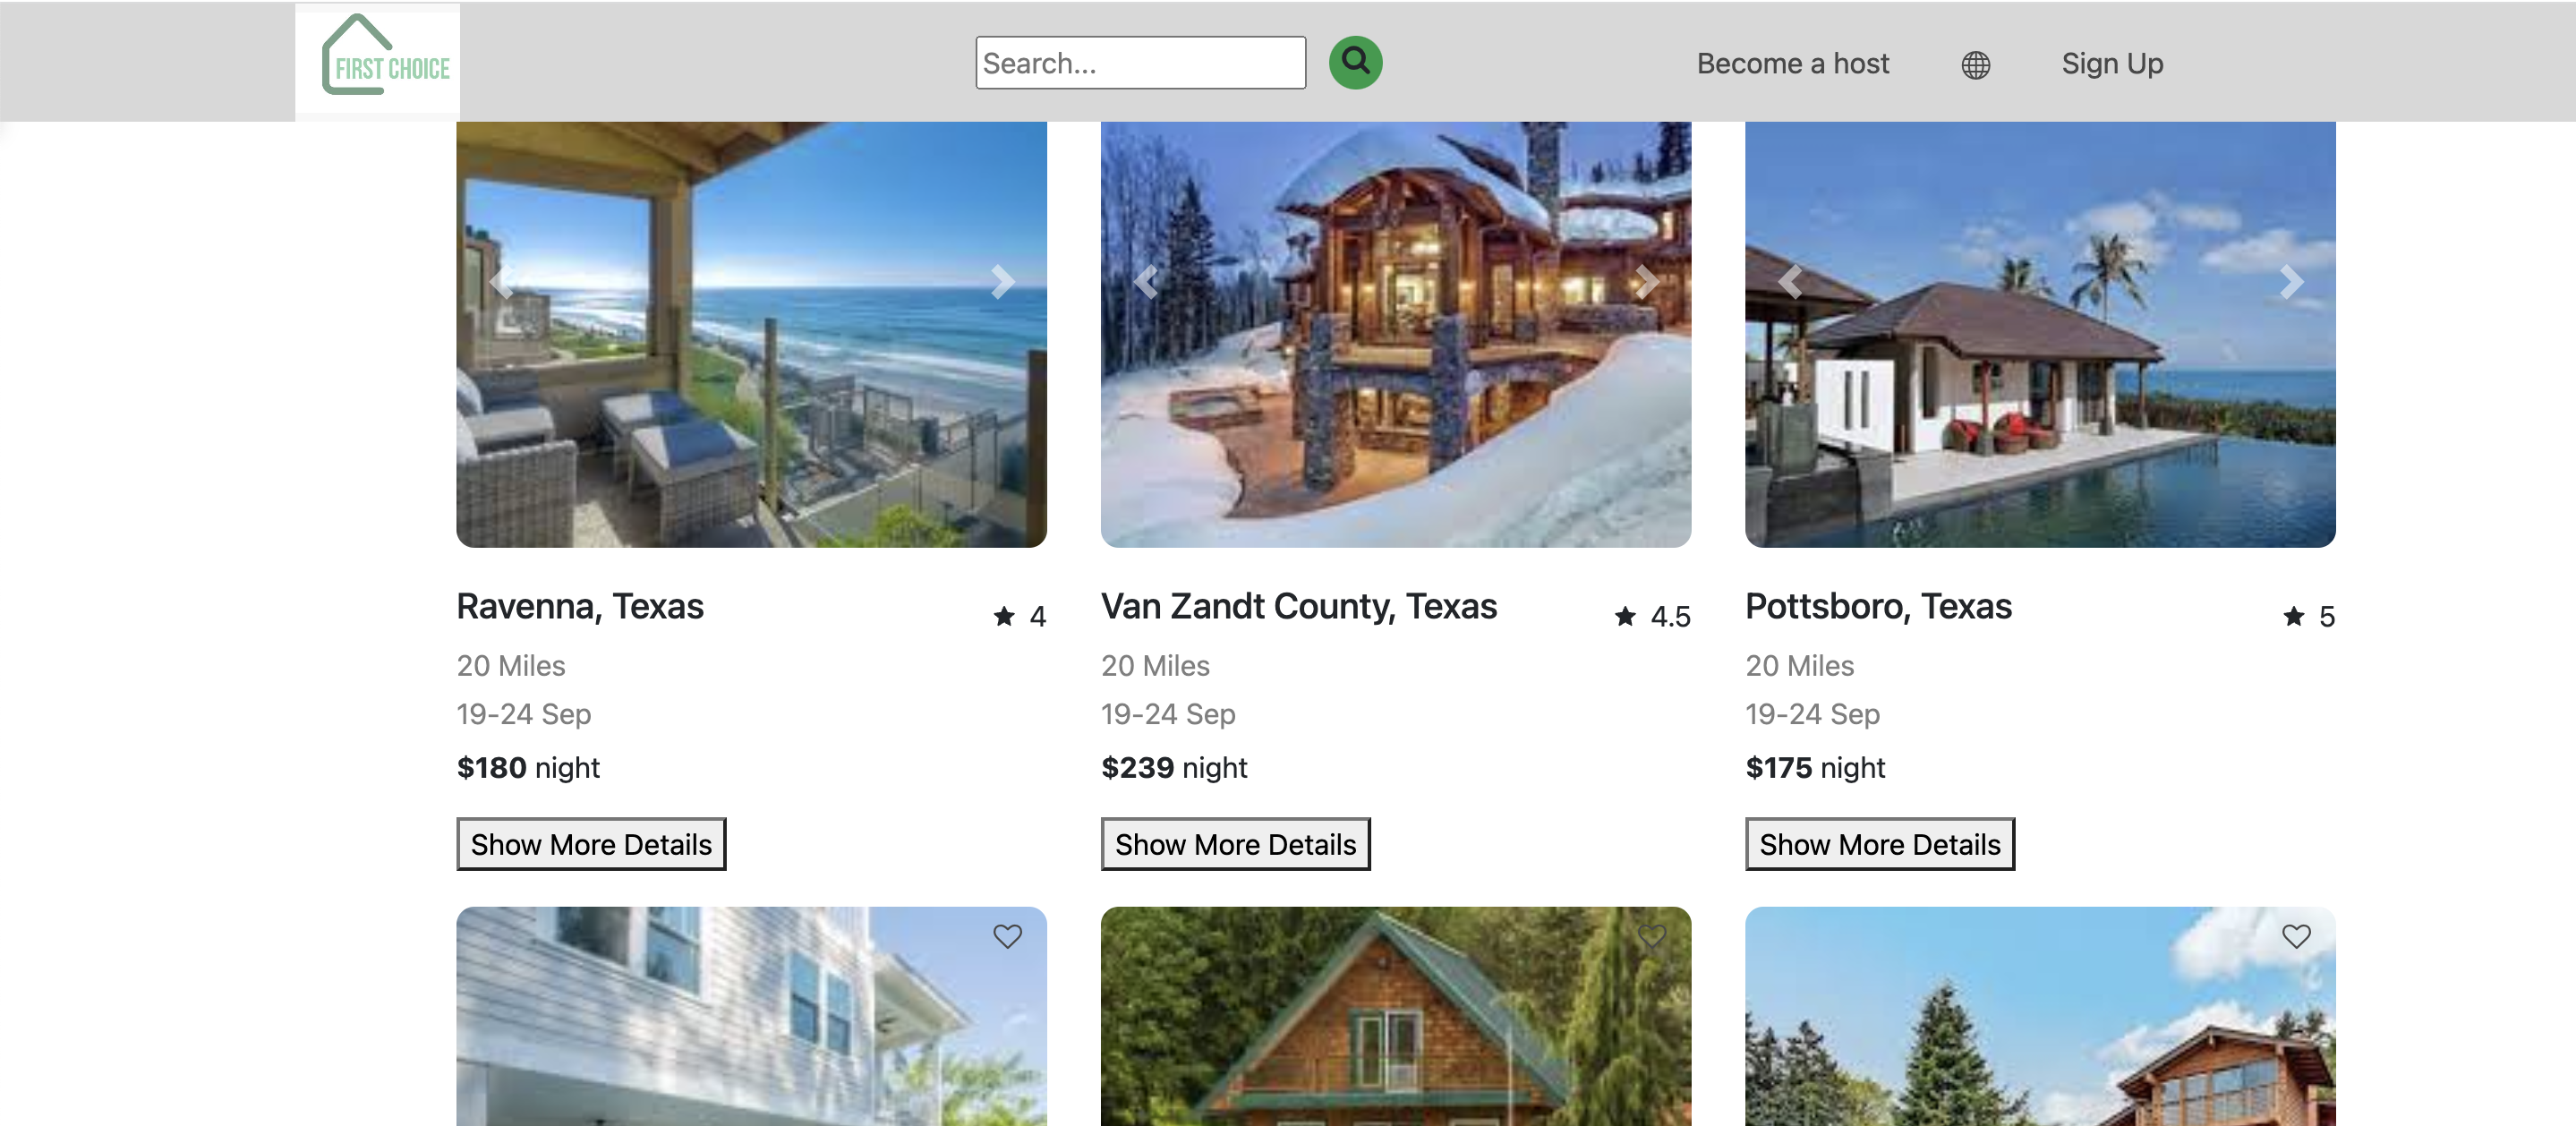 FIRST CHOICE
Search...
Become a host
Sign Up
Ravenna, Texas
4
Van Zandt County, Texas
4.5
Pottsboro, Texas
5
20 Miles
20 Miles
20 Miles
19-24 Sep
19-24 Sep
19-24 Sep
$180 night
$239 night
$175 night
Show More Details
Show More Details
Show More Details